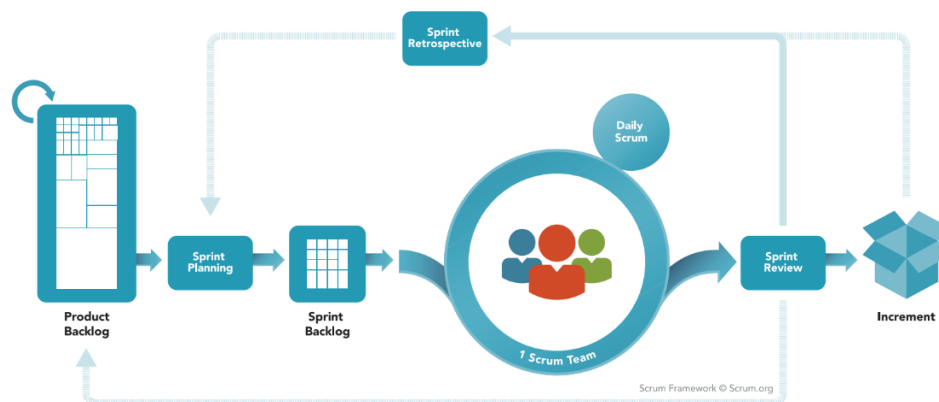 Sprint
Retrospective
Daily
Scrum
Sprint
Planning
Sprint
Review
Product
Backlog
Sprint
Backlog
1 Scrum Team
Increment
Scrum Framework © Scrum.org